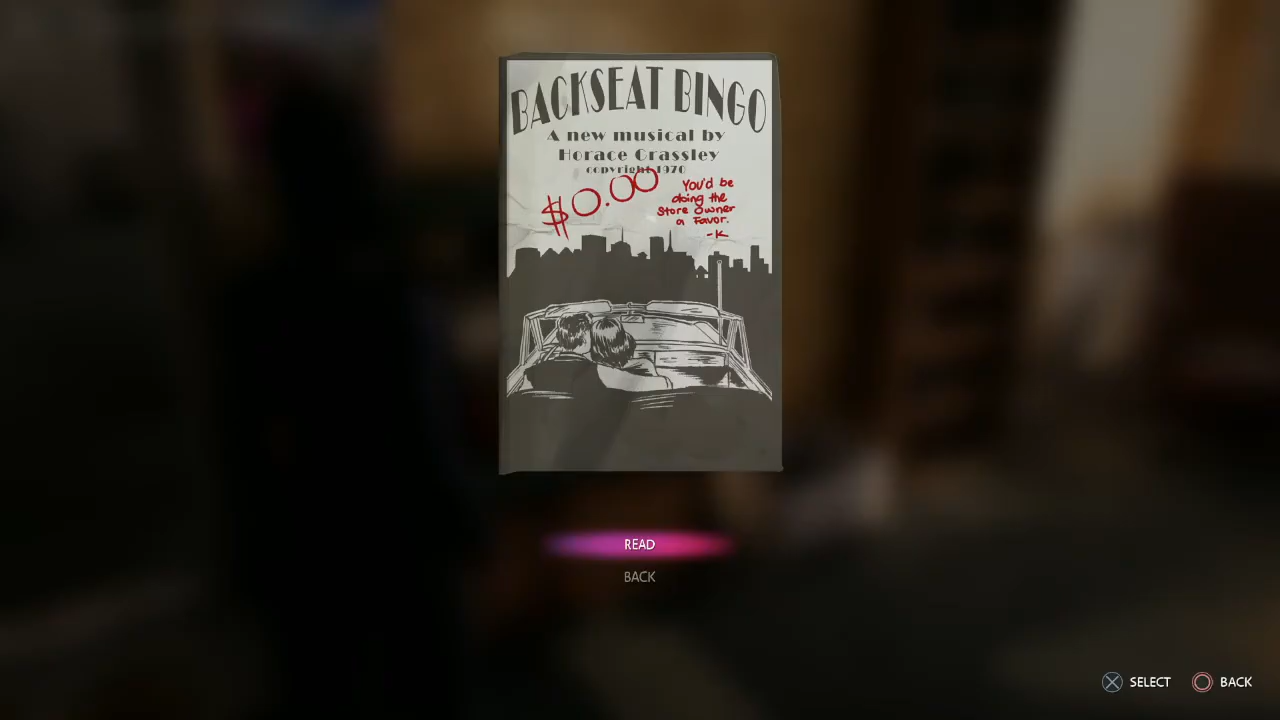 BACKSEAT BINGO
A new musical by
Horace Grassley
copyright 1970
$0.00
You'd be
doing the
Store Owner
a Favor.
-K
READ
BACK
SELECT
BACK